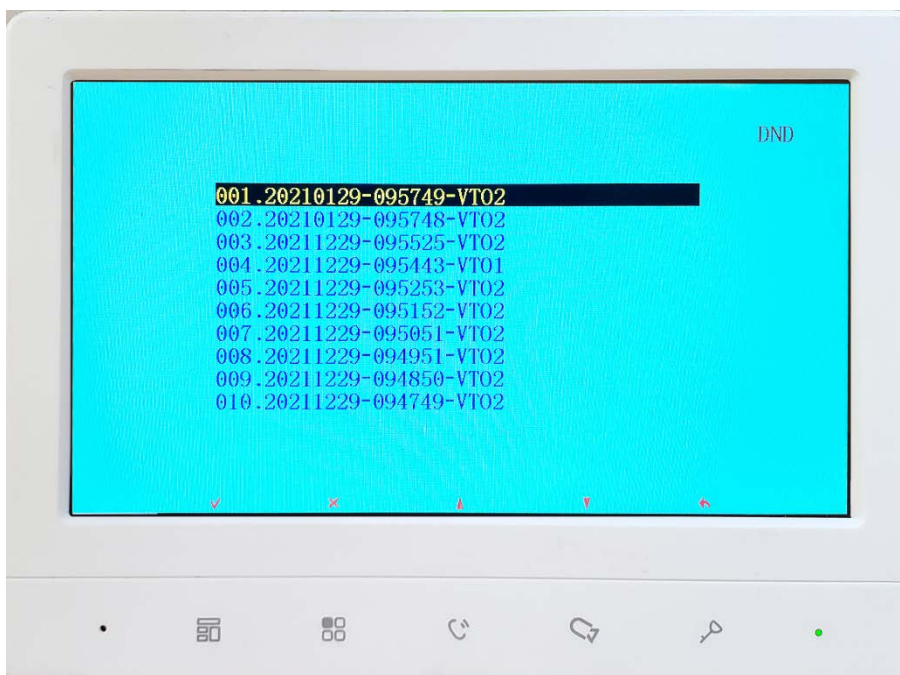 DND
001.20210129-095749-VTO2
002.20210129-095748-VTO2
003.20211229-095525-VTO2
004.20211229-095443-VTO1
005.20211229-095253-VTO2
006.20211229-095152-VTO2
007.20211229-095051-VTO2
008.20211229-094951-VTO2
009.20211229-094850-VTO2
010.20211229-094749-VTO2